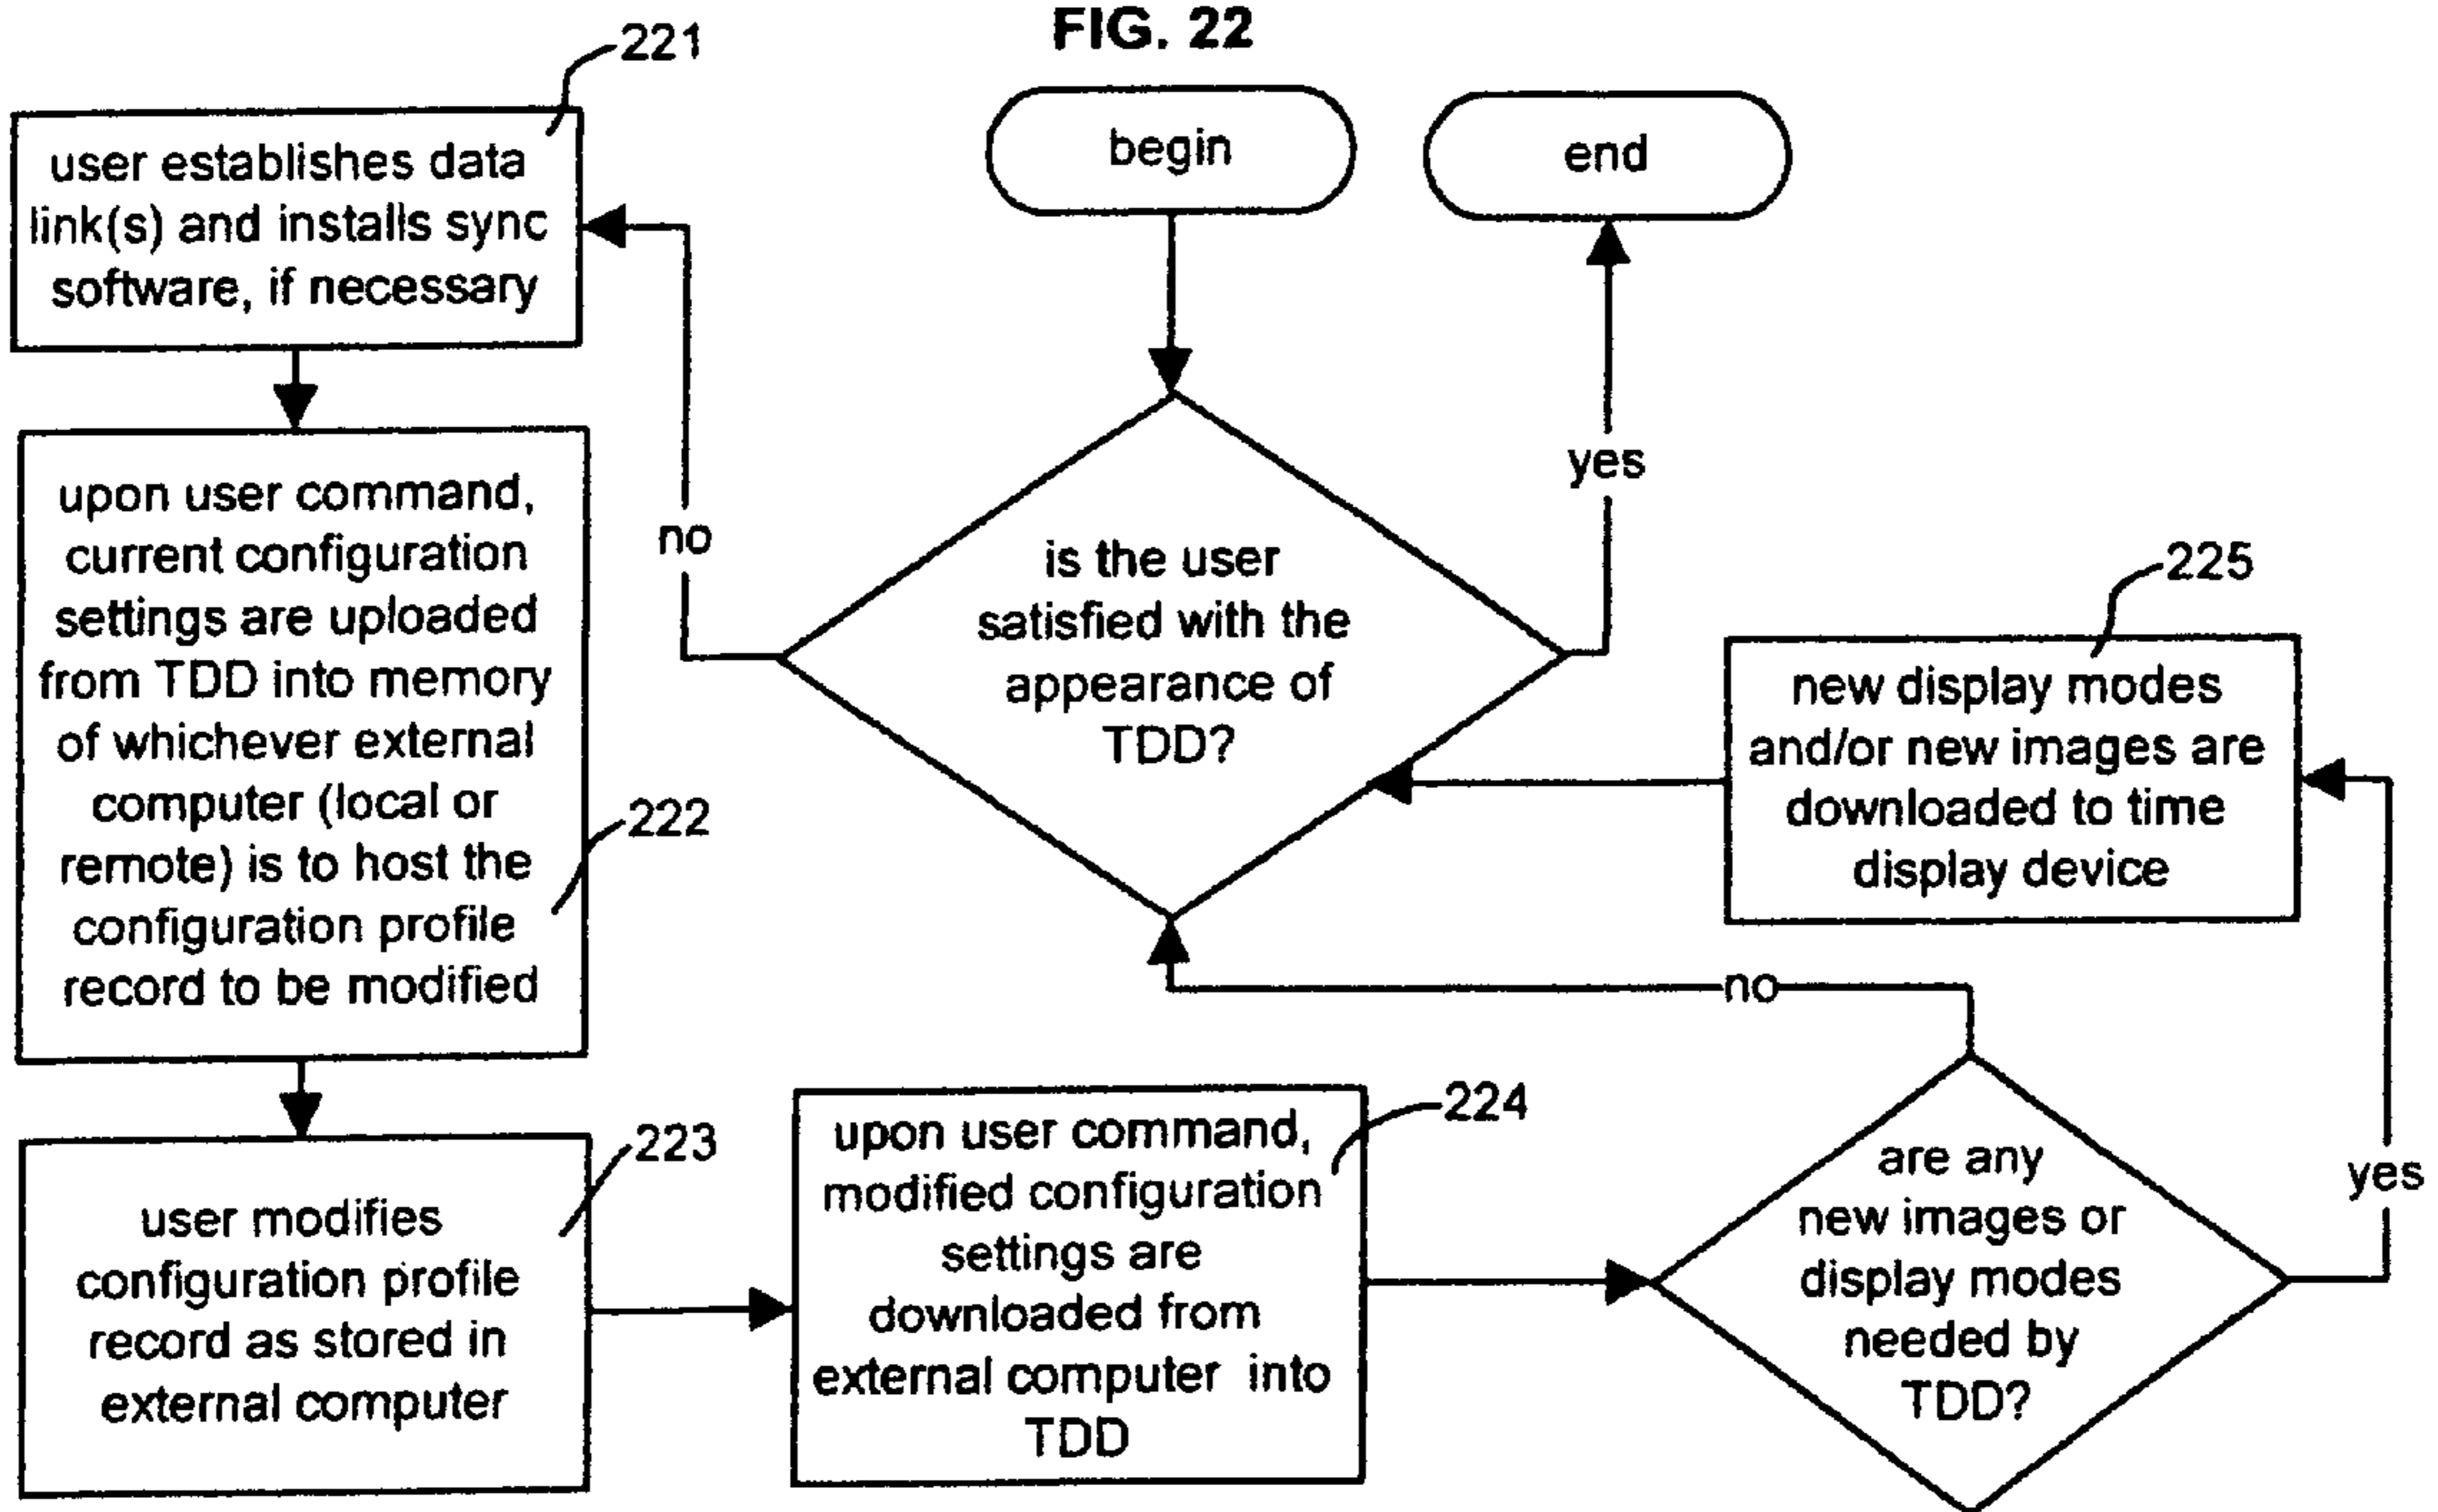 FIG. 22
begin
end
is the user
satisfied with the
appearance of
TDD?
yes
no
221
user establishes data
link(s) and installs sync
software, if necessary
222
upon user command,
current configuration
settings are uploaded
from TDD into memory
of whichever external
computer (local or
remote) is to host the
configuration profile
record to be modified
223
user modifies
configuration profile
record as stored in
external computer
224
upon user command,
modified configuration
settings are
downloaded from
external computer into
TDD
are any
new images or
display modes
needed by
TDD?
no
yes
225
new display modes
and/or new images are
downloaded to time
display device